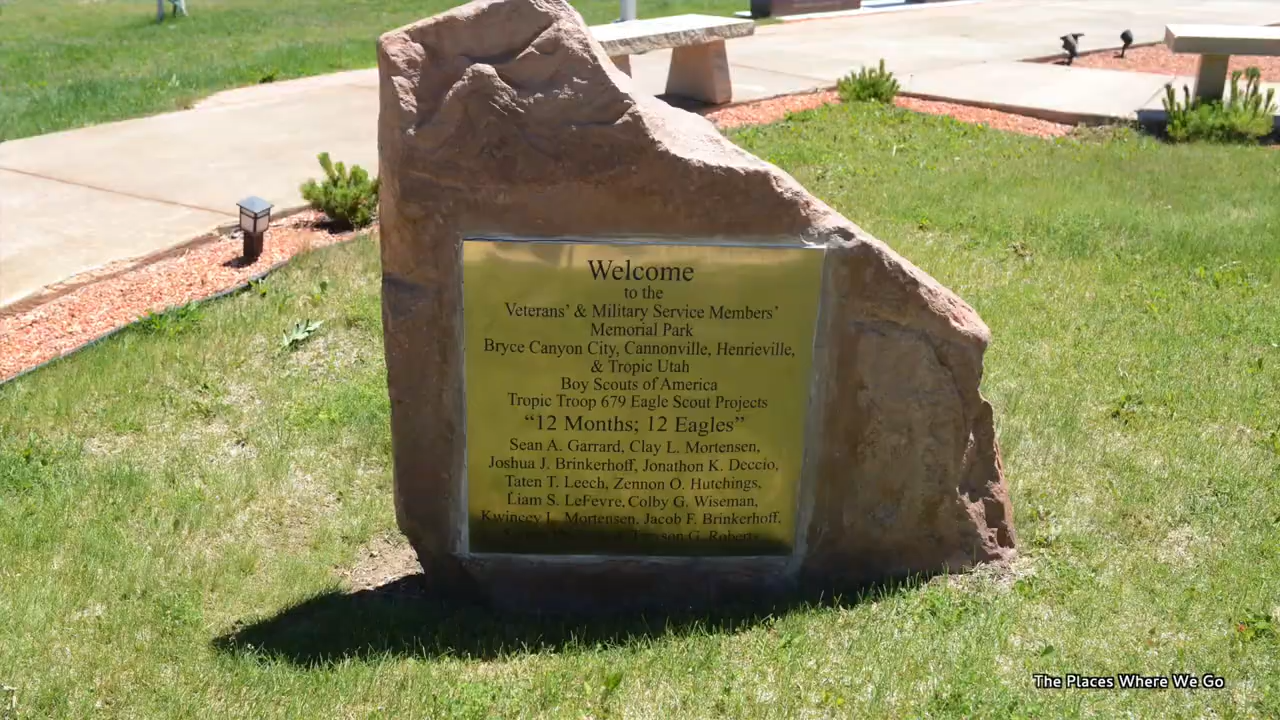 Welcome
to the
Veterans' & Military Service Members'
Memorial Park
Bryce Canyon City, Cannonville, Henrieville,
& Tropic Utah
Boy Scouts of America
Tropic Troop 679 Eagle Scout Projects
“12 Months; 12 Eagles”
Sean A. Garrard, Clay L. Mortensen,
Joshua J. Brinkerhoff, Jonathon K. Deccio,
Taten T. Leech, Zennon O. Hutchings,
Liam S. LeFevre, Colby G. Wiseman,
Kwincey L. Mortensen, Jacob F. Brinkerhoff,
G. Roberts
The Places Where We Go